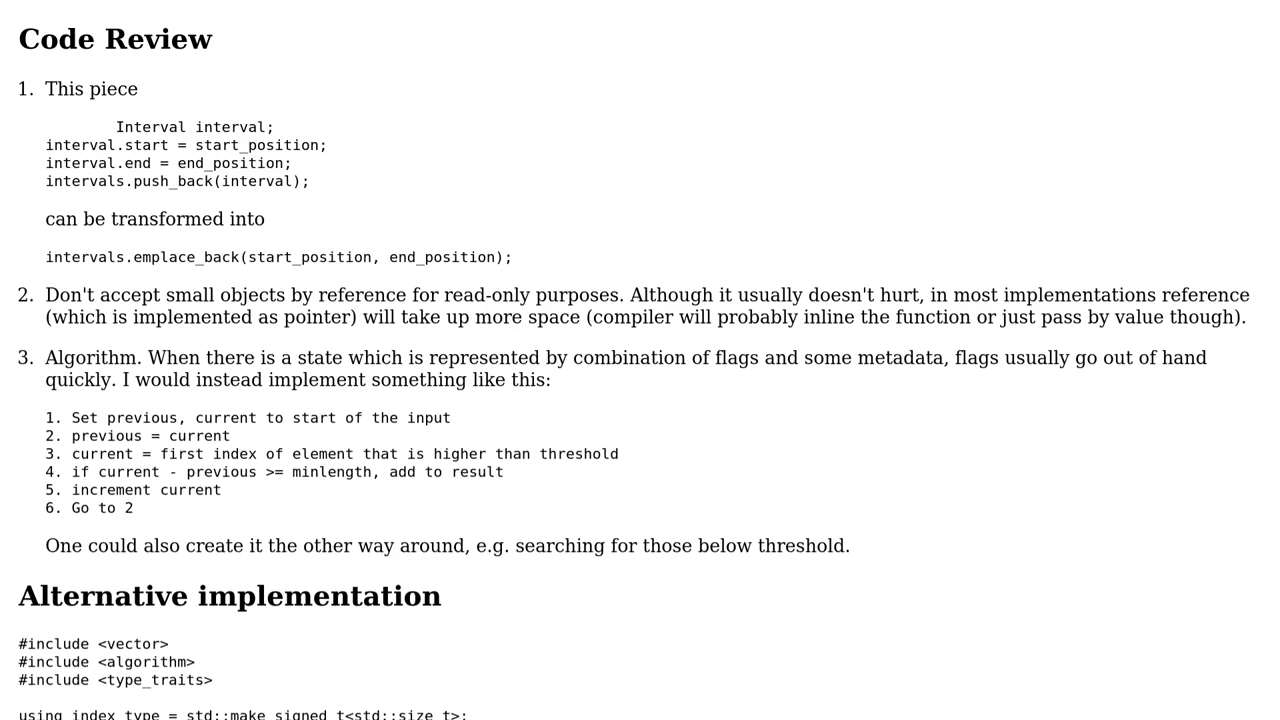 Code Review
1. This piece
Interval interval;
interval.start = start_position;
interval.end = end_position;
intervals.push_back(interval);
can be transformed into
intervals.emplace_back(start_position, end_position);
2. Don't accept small objects by reference for read-only purposes. Although it usually doesn't hurt, in most implementations reference
(which is implemented as pointer) will take up more space (compiler will probably inline the function or just pass by value though).
3. Algorithm. When there is a state which is represented by combination of flags and some metadata, flags usually go out of hand
quickly. I would instead implement something like this:
1. Set previous, current to start of the input
2. previous = current
3. current = first index of element that is higher than threshold
4. if current - previous >= minlength, add to result
5. increment current
6. Go to 2
One could also create it the other way around, e.g. searching for those below threshold.
Alternative implementation
#include <vector>
#include <algorithm>
#include <type_traits>
using index_type = std::make_signed_t<std::size_t>;